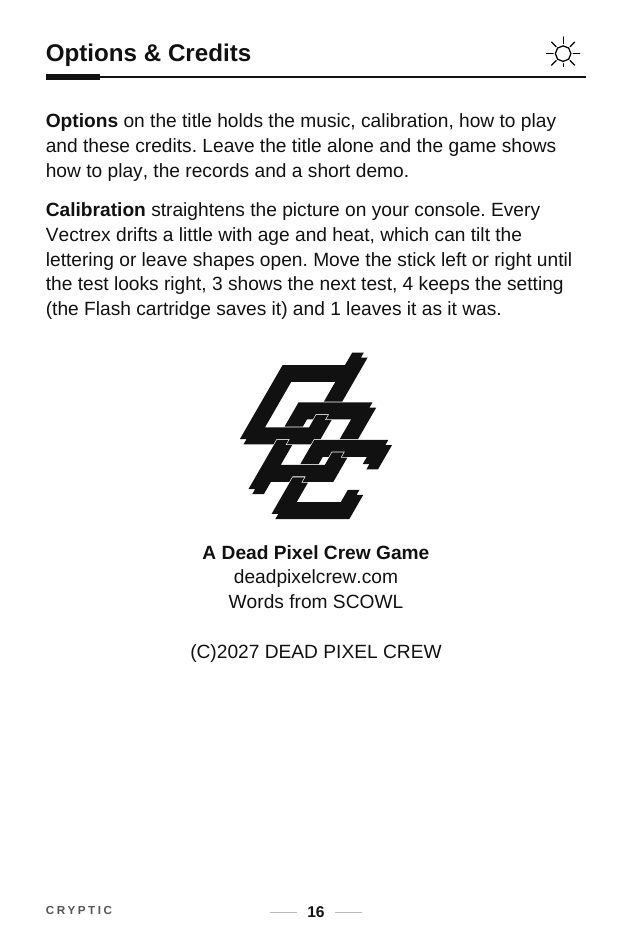 Options & Credits
Options on the title holds the music, calibration, how to play
and these credits. Leave the title alone and the game shows
how to play, the records and a short demo.
Calibration straightens the picture on your console. Every
Vectrex drifts a little with age and heat, which can tilt the
lettering or leave shapes open. Move the stick left or right until
the test looks right, 3 shows the next test, 4 keeps the setting
(the Flash cartridge saves it) and 1 leaves it as it was.
DPC
A Dead Pixel Crew Game
deadpixelcrew.com
Words from SCOWL
(C)2027 DEAD PIXEL CREW
CRYPTIC
16